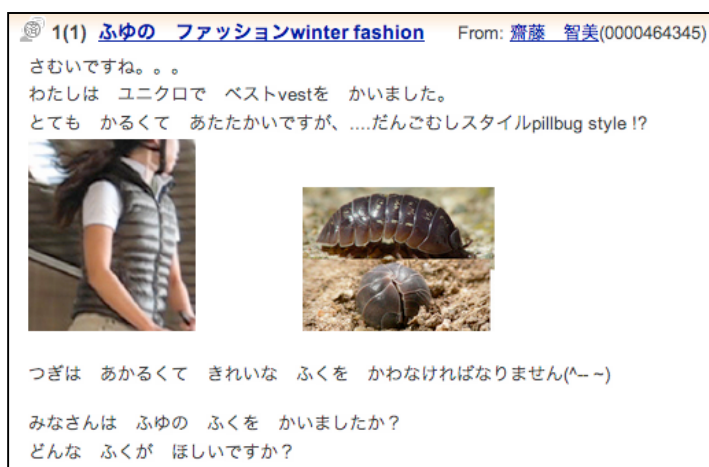 1(1) ふゆの　ファッションwinter fashion From: 齋藤　智美(0000464345)
さむいですね。。。
わたしは　ユニクロで　ベストvestを　かいました。
とても　かるくて　あたたかいですが、....だんごむしスタイルpillbug style !?
つぎは　あかるくて　きれいな　ふくを　かわなければなりません(^-- ~)
みなさんは　ふゆの　ふくを　かいましたか？
どんな　ふくが　ほしいですか？